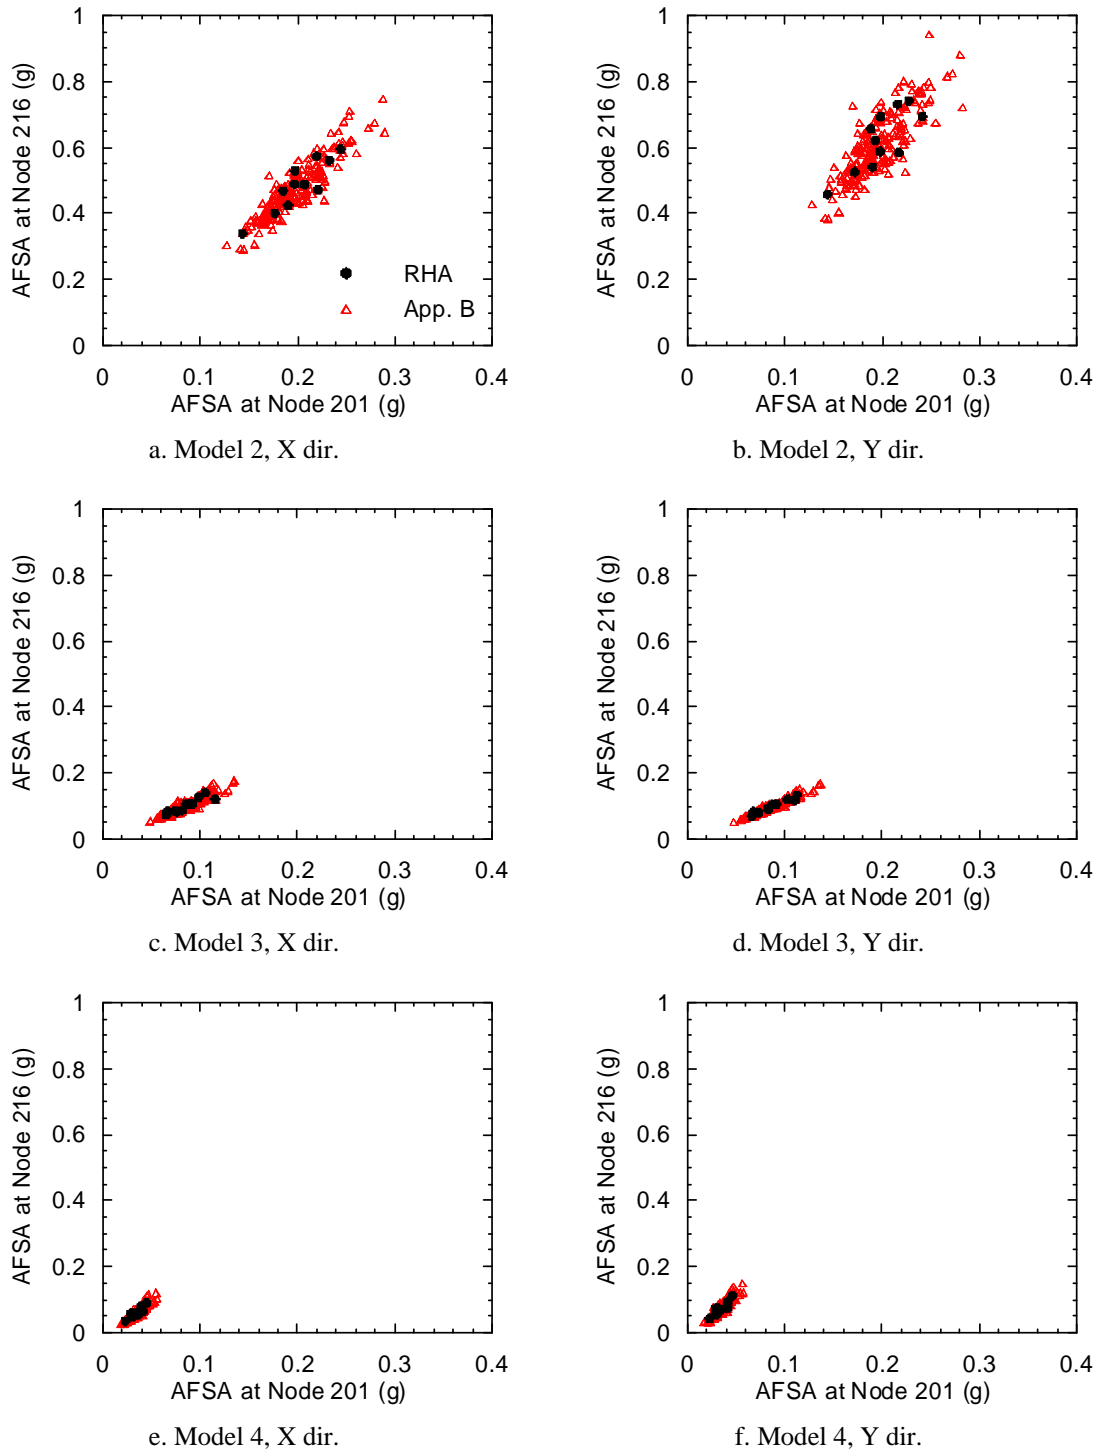 1
0.8
0.6
0.4
0.2
0
AFSA at Node 216 (g)
RHA
App. B
0 0.1 0.2 0.3 0.4
AFSA at Node 201 (g)
a. Model 2, X dir.
1
0.8
0.6
0.4
0.2
0
AFSA at Node 216 (g)
0 0.1 0.2 0.3 0.4
AFSA at Node 201 (g)
b. Model 2, Y dir.
1
0.8
0.6
0.4
0.2
0
AFSA at Node 216 (g)
0 0.1 0.2 0.3 0.4
AFSA at Node 201 (g)
c. Model 3, X dir.
1
0.8
0.6
0.4
0.2
0
AFSA at Node 216 (g)
0 0.1 0.2 0.3 0.4
AFSA at Node 201 (g)
d. Model 3, Y dir.
1
0.8
0.6
0.4
0.2
0
AFSA at Node 216 (g)
0 0.1 0.2 0.3 0.4
AFSA at Node 201 (g)
e. Model 4, X dir.
1
0.8
0.6
0.4
0.2
0
AFSA at Node 216 (g)
0 0.1 0.2 0.3 0.4
AFSA at Node 201 (g)
f. Model 4, Y dir.